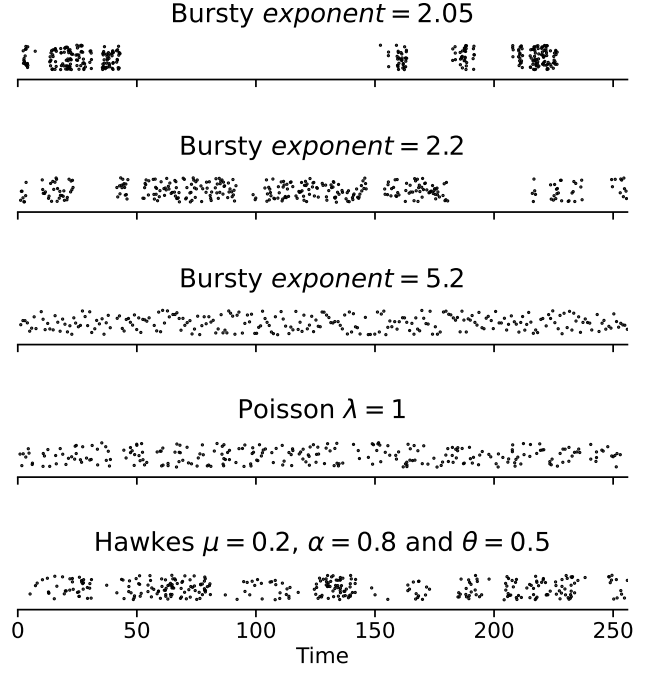 Bursty exponent = 2.05
Bursty exponent = 2.2
Bursty exponent = 5.2
Poisson λ = 1
Hawkes μ = 0.2, α = 0.8 and θ = 0.5
0 50 100 150 200 250
Time